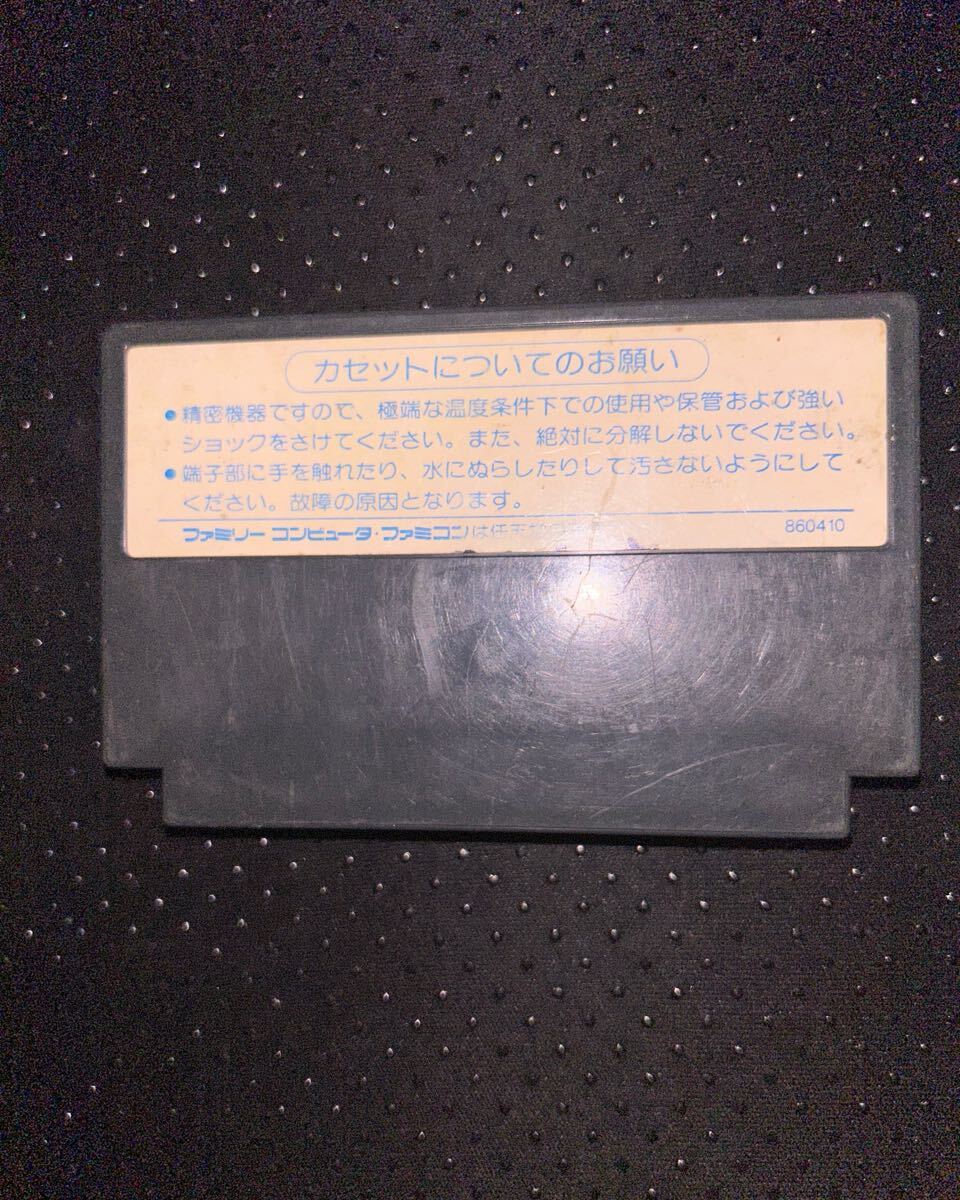 カセットについてのお願い
●精密機器ですので、極端な温度条件下での使用や保管および強い
ショックをさけてください。また、絶対に分解しないでください。
●端子部に手を触れたり、水にぬらしたりして汚さないようにして
ください。故障の原因となります。
ファミリー コンピュータ・ファミコンは任天
860410